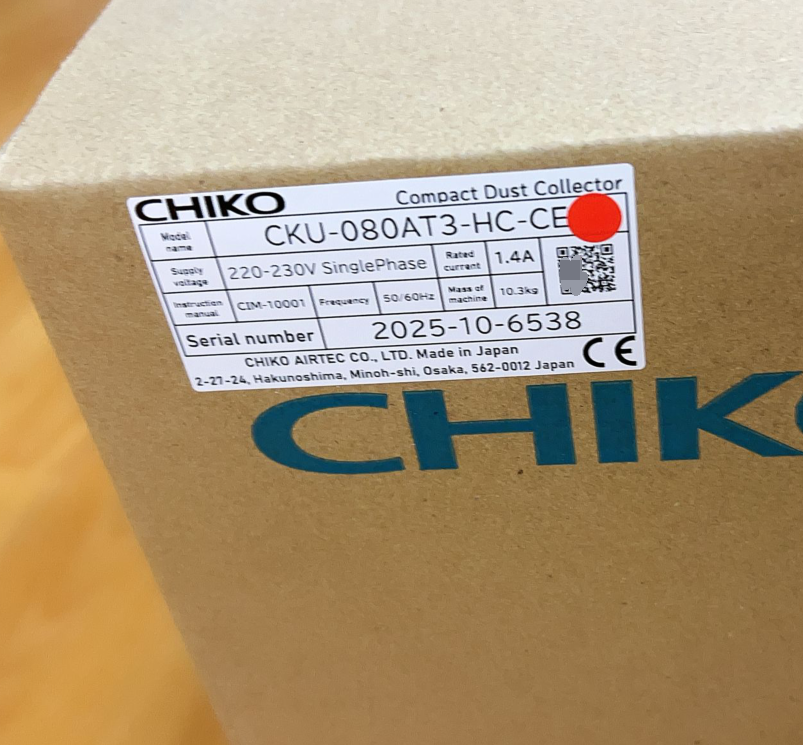 CHIKO Compact Dust Collector
Model name CKU-080AT3-HC-CE
Supply voltage 220-230V SinglePhase Rated current 1.4A
Instruction manual CIM-10001 Frequency 50/60Hz Mass of machine 10.3kg
Serial number 2025-10-6538
CHIKO AIRTEC CO., LTD. Made in Japan
2-27-24, Hakunoshima, Minoh-shi, Osaka, 562-0012 Japan CE
CHIK